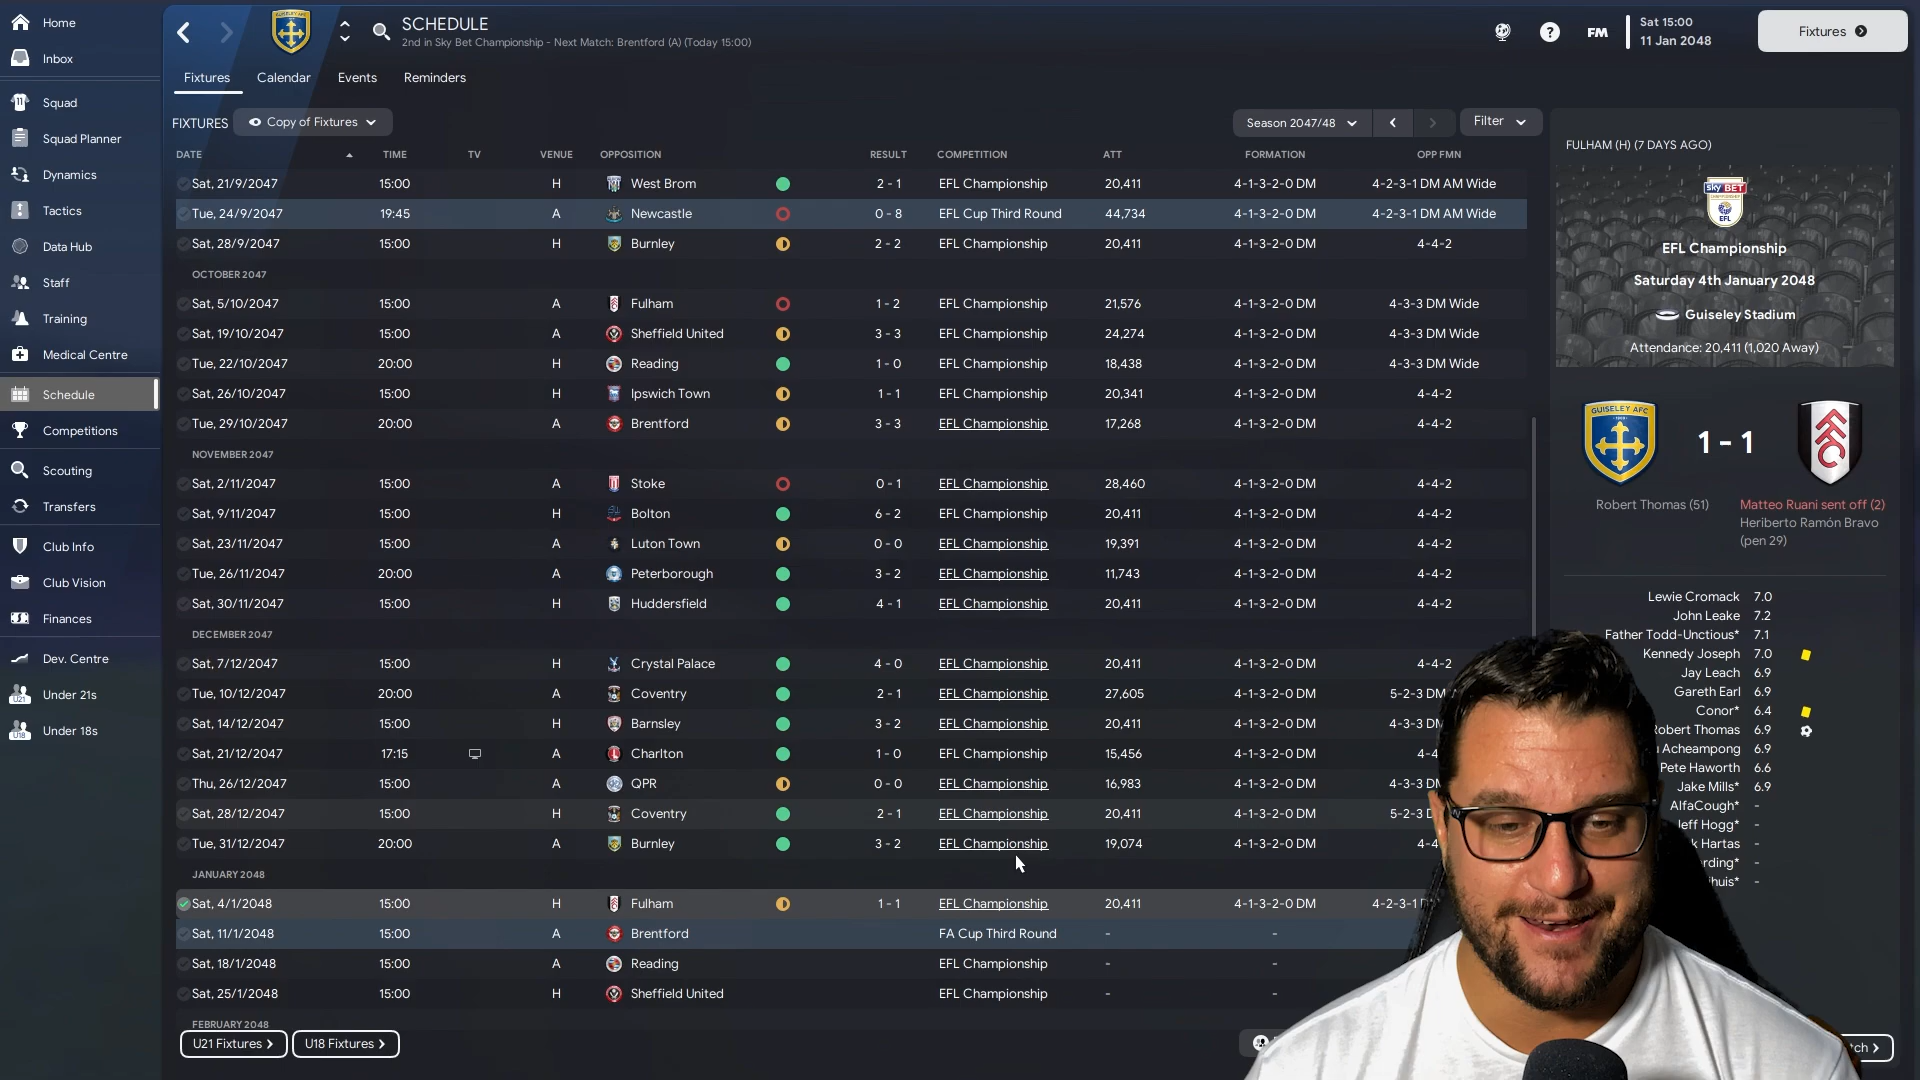 Home
Inbox
Squad
Squad Planner
Dynamics
Tactics
Data Hub
Staff
Training
Medical Centre
Schedule
Competitions
Scouting
Transfers
Club Info
Club Vision
Finances
Dev. Centre
Under 21s
Under 18s
SCHEDULE
2nd in Sky Bet Championship - Next Match: Brentford (A) (Today 15:00)
FM
Sat 15:00
11 Jan 2048
Fixtures
Fixtures Calendar Events Reminders
FIXTURES Copy of Fixtures Season 2047/48 Filter
DATE TIME TV VENUE OPPOSITION RESULT COMPETITION ATT FORMATION OPP FMN
Sat, 21/9/2047 15:00 H West Brom 2 - 1 EFL Championship 20,411 4-1-3-2-0 DM 4-2-3-1 DM AM Wide
Tue, 24/9/2047 19:45 A Newcastle 0 - 8 EFL Cup Third Round 44,734 4-1-3-2-0 DM 4-2-3-1 DM AM Wide
Sat, 28/9/2047 15:00 H Burnley 2 - 2 EFL Championship 20,411 4-1-3-2-0 DM 4-4-2
OCTOBER 2047
Sat, 5/10/2047 15:00 A Fulham 1 - 2 EFL Championship 21,576 4-1-3-2-0 DM 4-3-3 DM Wide
Sat, 19/10/2047 15:00 A Sheffield United 3 - 3 EFL Championship 24,274 4-1-3-2-0 DM 4-3-3 DM Wide
Tue, 22/10/2047 20:00 H Reading 1 - 0 EFL Championship 18,438 4-1-3-2-0 DM 4-3-3 DM Wide
Sat, 26/10/2047 15:00 H Ipswich Town 1 - 1 EFL Championship 20,341 4-1-3-2-0 DM 4-4-2
Tue, 29/10/2047 20:00 A Brentford 3 - 3 EFL Championship 17,268 4-1-3-2-0 DM 4-4-2
NOVEMBER 2047
Sat, 2/11/2047 15:00 A Stoke 0 - 1 EFL Championship 28,460 4-1-3-2-0 DM 4-4-2
Sat, 9/11/2047 15:00 H Bolton 6 - 2 EFL Championship 20,411 4-1-3-2-0 DM 4-4-2
Sat, 23/11/2047 15:00 A Luton Town 0 - 0 EFL Championship 19,391 4-1-3-2-0 DM 4-4-2
Tue, 26/11/2047 20:00 A Peterborough 3 - 2 EFL Championship 11,743 4-1-3-2-0 DM 4-4-2
Sat, 30/11/2047 15:00 H Huddersfield 4 - 1 EFL Championship 20,411 4-1-3-2-0 DM 4-4-2
DECEMBER 2047
Sat, 7/12/2047 15:00 H Crystal Palace 4 - 0 EFL Championship 20,411 4-1-3-2-0 DM 4-4-2
Tue, 10/12/2047 20:00 A Coventry 2 - 1 EFL Championship 27,605 4-1-3-2-0 DM 5-2-3 DM
Sat, 14/12/2047 15:00 H Barnsley 3 - 2 EFL Championship 20,411 4-1-3-2-0 DM 4-3-3 DM
Sat, 21/12/2047 17:15 A Charlton 1 - 0 EFL Championship 15,456 4-1-3-2-0 DM 4-4
Thu, 26/12/2047 15:00 A QPR 0 - 0 EFL Championship 16,983 4-1-3-2-0 DM 4-3-3 DM
Sat, 28/12/2047 15:00 H Coventry 2 - 1 EFL Championship 20,411 4-1-3-2-0 DM 5-2-3
Tue, 31/12/2047 20:00 A Burnley 3 - 2 EFL Championship 19,074 4-1-3-2-0 DM 4-4
JANUARY 2048
Sat, 4/1/2048 15:00 H Fulham 1 - 1 EFL Championship 20,411 4-1-3-2-0 DM 4-2-3-1
Sat, 11/1/2048 15:00 A Brentford FA Cup Third Round - -
Sat, 18/1/2048 15:00 A Reading EFL Championship - -
Sat, 25/1/2048 15:00 H Sheffield United EFL Championship - -
FEBRUARY 2048
U21 Fixtures U18 Fixtures
FULHAM (H) (7 DAYS AGO)
sky BET
EFL
EFL Championship
Saturday 4th January 2048
Guiseley Stadium
Attendance: 20,411 (1,020 Away)
GUISELEY AFC
1 - 1
Robert Thomas (51)
Matteo Ruani sent off (2)
Heriberto Ramón Bravo
(pen 29)
Lewie Cromack 7.0
John Leake 7.2
Father Todd-Unctious* 7.1
Kennedy Joseph 7.0
Jay Leach 6.9
Gareth Earl 6.9
Conor* 6.4
Robert Thomas 6.9
Acheampong 6.9
Pete Haworth 6.6
Jake Mills* 6.9
AlfaCough* -
Jeff Hogg* -
Hartas -
-
-